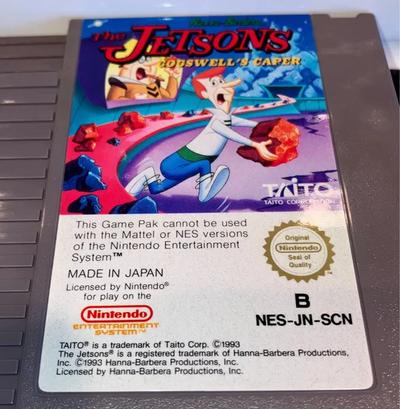 Hanna-Barbera
The JETSONS
COGSWELL'S CAPER
TAITO
TAITO CORPORATION
This Game Pak cannot be used
with the Mattel or NES versions
of the Nintendo Entertainment
System™
MADE IN JAPAN
Licensed by Nintendo®
for play on the
Nintendo
ENTERTAINMENT
SYSTEM™
Original
Nintendo
Seal of
Quality
B
NES-JN-SCN
TAITO® is a trademark of Taito Corp. ©1993
The Jetsons® is a registered trademark of Hanna-Barbera Productions,
Inc. ©1993 Hanna-Barbera Productions, Inc.
Licensed by Hanna-Barbera Productions, Inc.